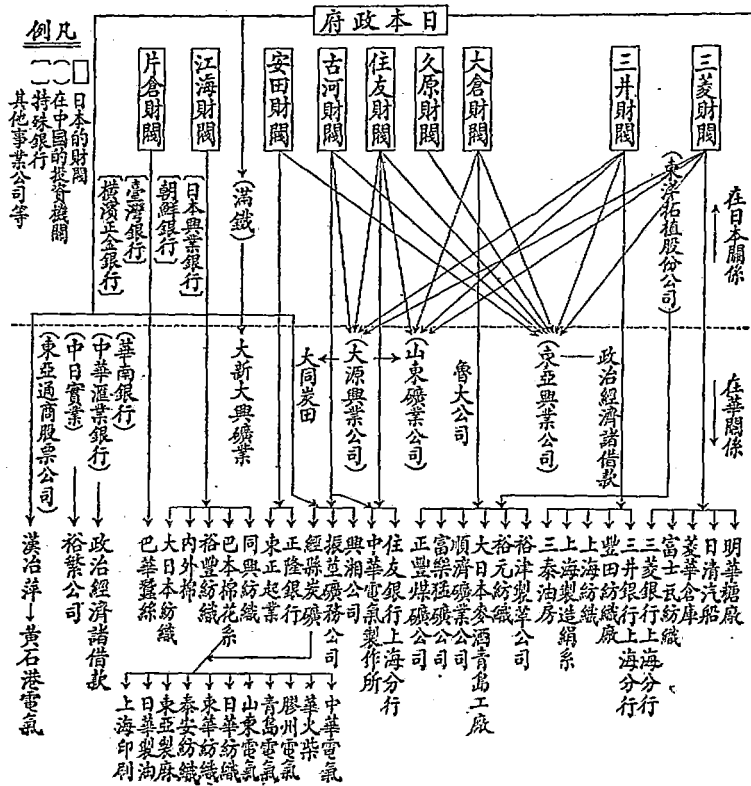 日本政府
三菱財閥
三井財閥
大倉財閥
久原財閥
住友財閥
古河財閥
安田財閥
江海財閥
片倉財閥
凡例
日本的財閥
在中國的投資機關
特殊銀行
其他事業公司等
在日本關係
(東洋拓植股份公司)
(滿鐵)
[日本興業銀行]
[朝鮮銀行]
[臺灣銀行]
[橫濱正金銀行]
在華關係
政治經濟諸借款
(東亞興業公司)
魯大公司
(山東礦業公司)
(大源興業公司)
大同炭田
大新大興礦業
(華南銀行)
(中華滙業銀行)
(中日實業)
(東亞通商股票公司)
明華糖廠
日清汽船
菱華倉庫
富士瓦紡織
三菱銀行上海分行
三井銀行上海分行
豐田紡織廠
上海紡織
上海製造絹糸
三泰油房
裕津製革公司
裕元紡織
大日本麥酒青島工廠
順濟礦業公司
富樂錳礦公司
正豐煤礦公司
住友銀行上海分行
中華電氣製作所
興湘公司
振萱礦務公司
經縣炭礦
正隆銀行
東正起業
同興紡織
巴本棉花系
裕豐紡織
內外棉
大日本紡織
巴華蠶絲
政治經濟諸借款
裕繁公司
漢冶萍→黃石港電氣
中華電氣
華火柴
膠州電氣
青島電氣
山東電氣
日華紡織
東華紡織
泰安紡織
東亞製麻
日華製油
上海印刷